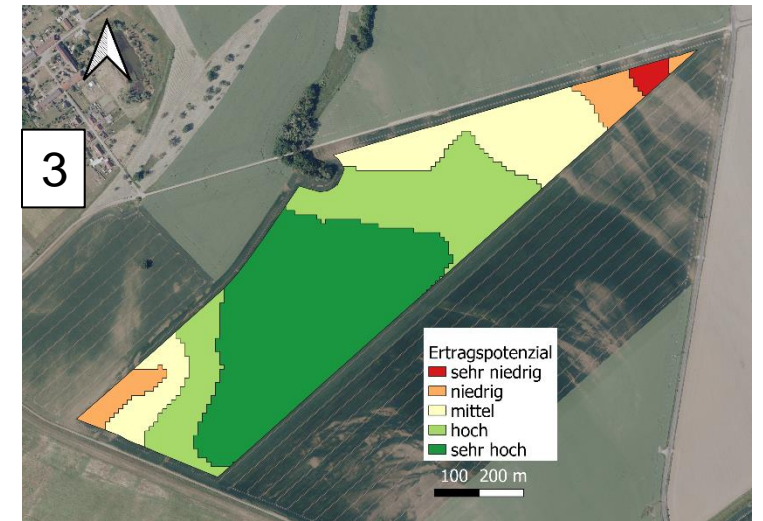 3
Ertragspotenzial
sehr niedrig
niedrig
mittel
hoch
sehr hoch
100 200 m